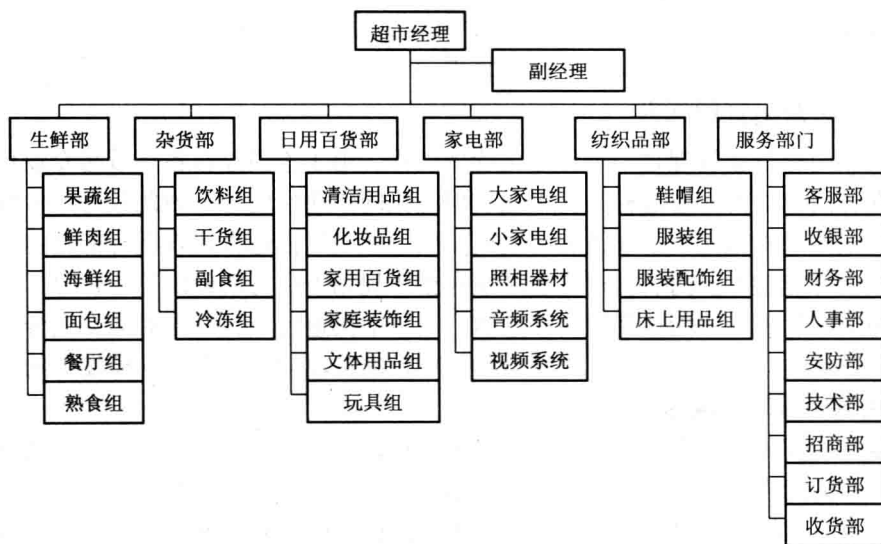 超市经理
副经理
生鲜部
杂货部
日用百货部
家电部
纺织品部
服务部门
果蔬组
鲜肉组
海鲜组
面包组
餐厅组
熟食组
饮料组
干货组
副食组
冷冻组
清洁用品组
化妆品组
家用百货组
家庭装饰组
文体用品组
玩具组
大家电组
小家电组
照相器材
音频系统
视频系统
鞋帽组
服装组
服装配饰组
床上用品组
客服部
收银部
财务部
人事部
安防部
技术部
招商部
订货部
收货部